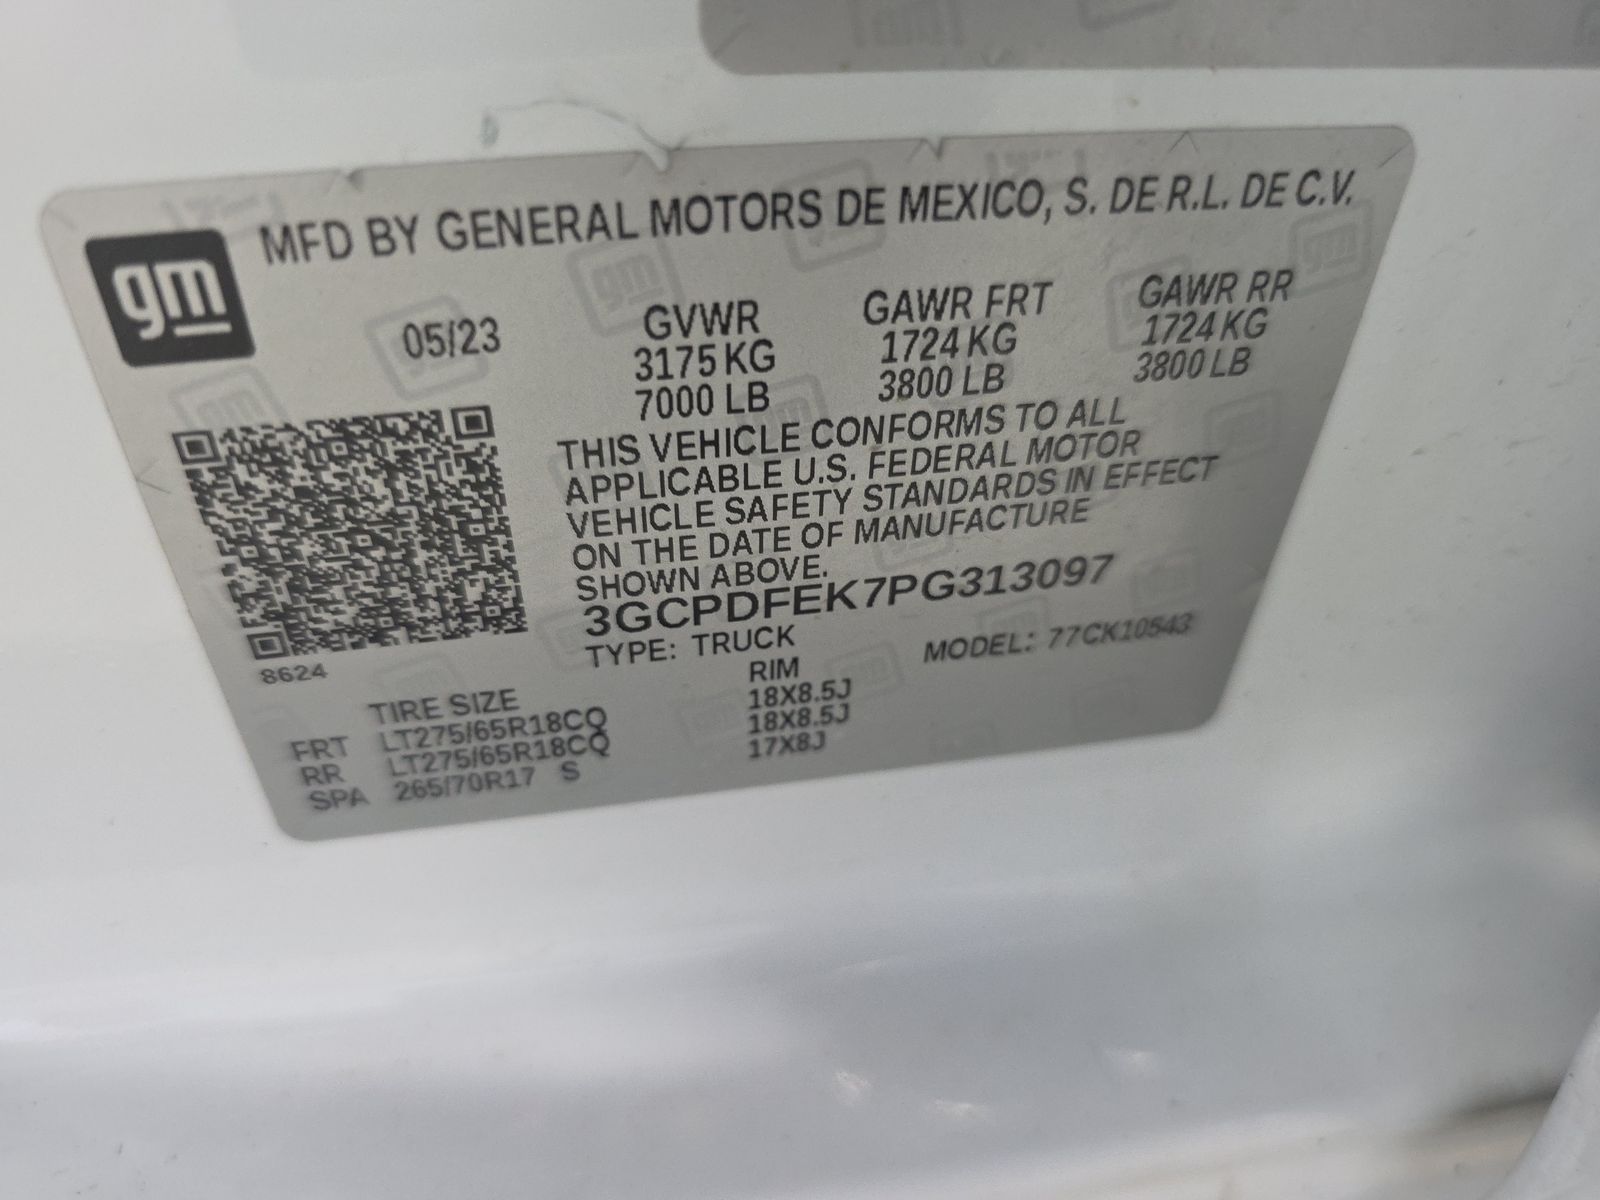 gm
MFD BY GENERAL MOTORS DE MEXICO, S. DE R.L. DE C.V.
05/23 GVWR GAWR FRT GAWR RR
3175 KG 1724 KG 1724 KG
7000 LB 3800 LB 3800 LB
THIS VEHICLE CONFORMS TO ALL
APPLICABLE U.S. FEDERAL MOTOR
VEHICLE SAFETY STANDARDS IN EFFECT
ON THE DATE OF MANUFACTURE
SHOWN ABOVE.
3GCPDFEK7PG313097
TYPE: TRUCK MODEL: 77CK10543
8624
TIRE SIZE RIM
FRT LT275/65R18CQ 18X8.5J
RR LT275/65R18CQ 18X8.5J
SPA 265/70R17 S 17X8J